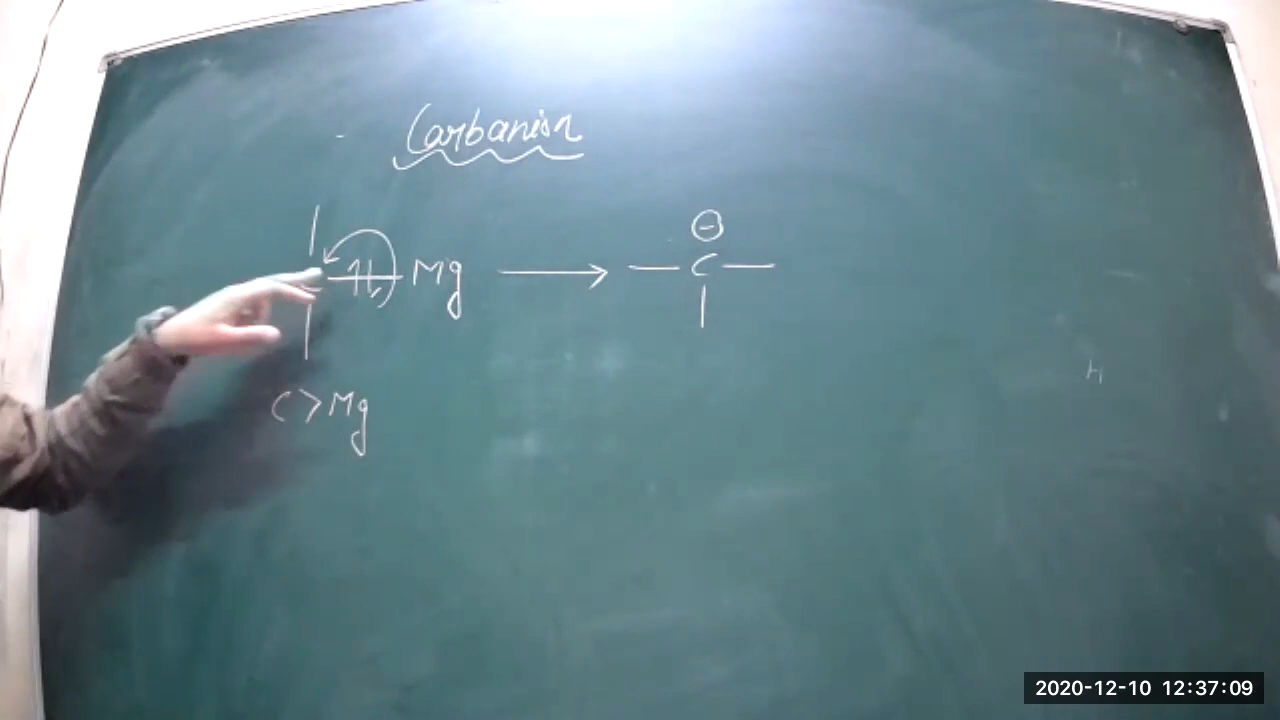 Carbanion
Mg → ⊖ C
C > Mg
H
2020-12-10 12:37:09